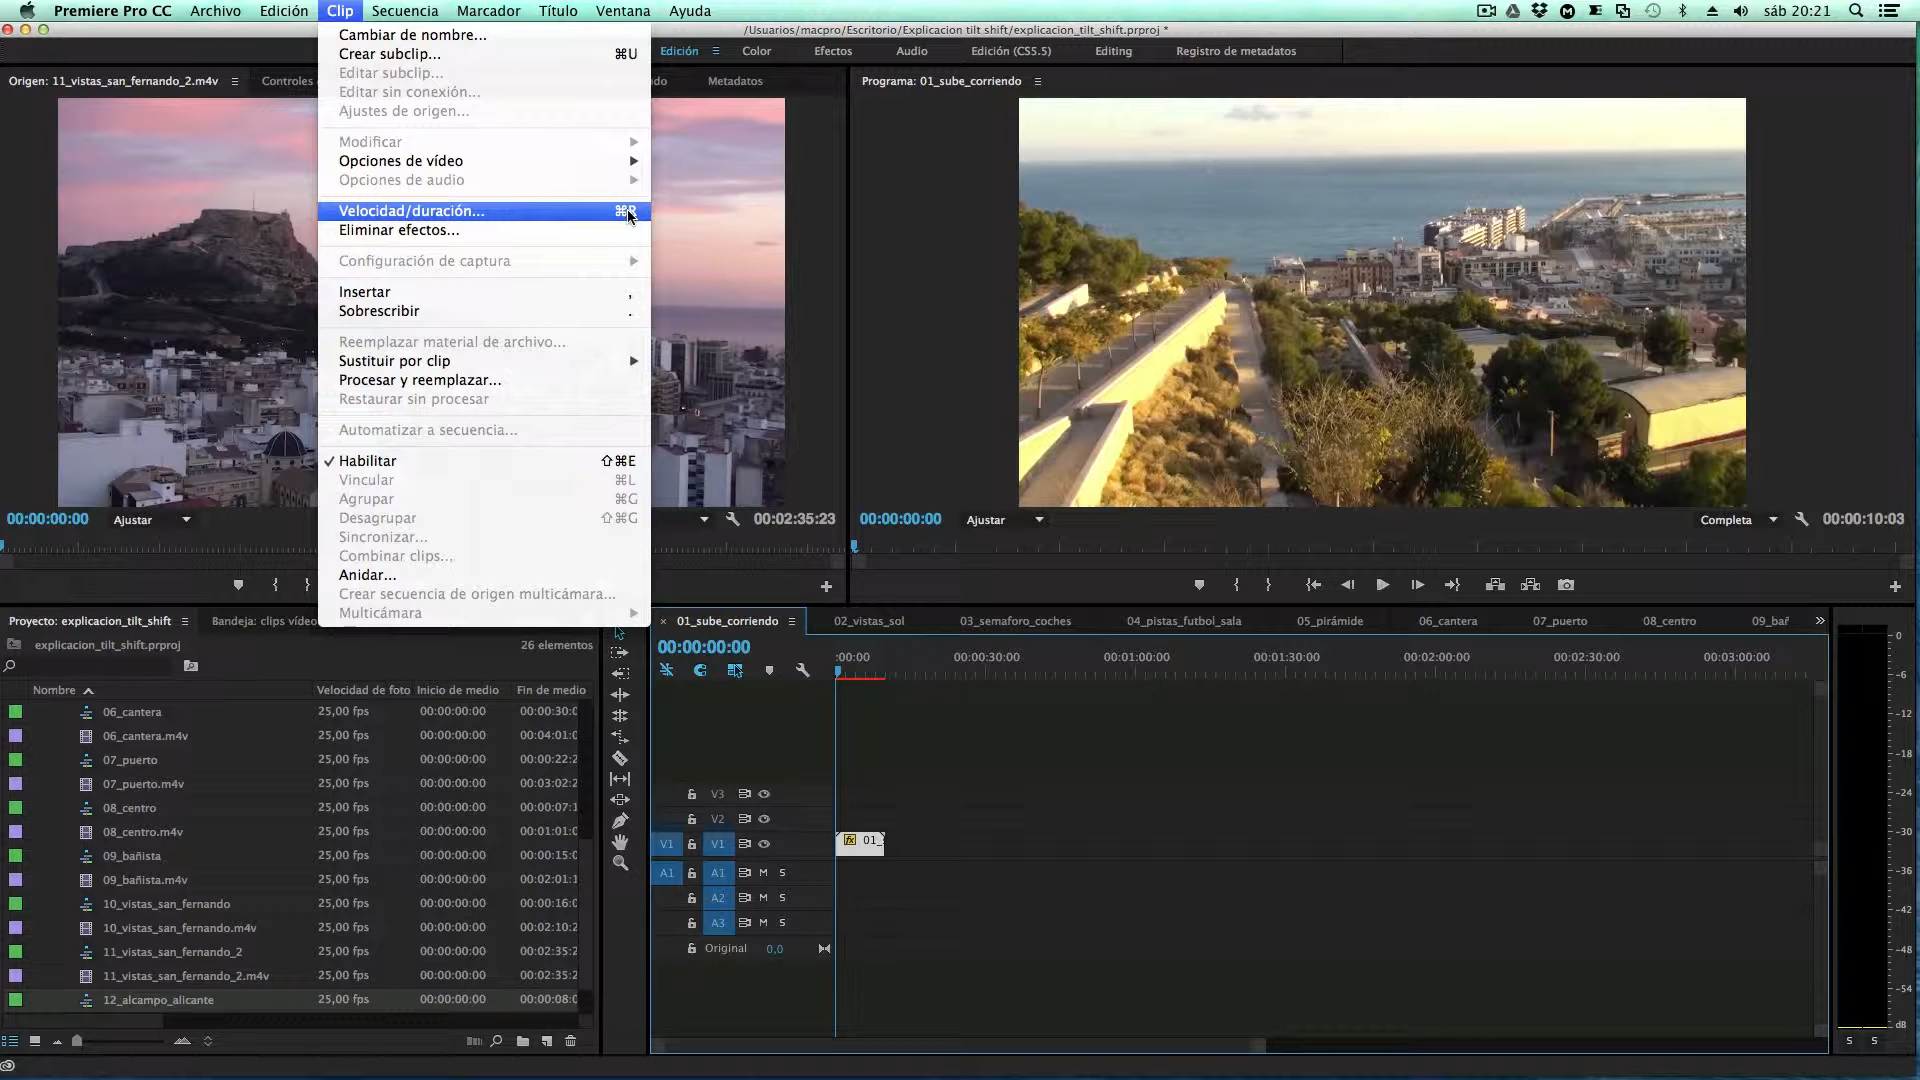 Premiere Pro CC Archivo Edición Clip Secuencia Marcador Título Ventana Ayuda sáb 20:21
/Usuarios/macpro/Escritorio/Explicacion tilt shift/explicacion_tilt_shift.prproj *
Edición Color Efectos Audio Edición (CS5.5) Editing Registro de metadatos
Origen: 11_vistas_san_fernando_2.m4v Controles Metadatos
Programa: 01_sube_corriendo
Cambiar de nombre...
Crear subclip... ⌘U
Editar subclip...
Editar sin conexión...
Ajustes de origen...
Modificar
Opciones de vídeo
Opciones de audio
Velocidad/duración... ⌘R
Eliminar efectos...
Configuración de captura
Insertar ,
Sobrescribir .
Reemplazar material de archivo...
Sustituir por clip
Procesar y reemplazar...
Restaurar sin procesar
Automatizar a secuencia...
✓ Habilitar ⇧⌘E
Vincular ⌘L
Agrupar ⌘G
Desagrupar ⇧⌘G
Sincronizar...
Combinar clips...
Anidar...
Crear secuencia de origen multicámara...
Multicámara
00:00:00:00 Ajustar 00:02:35:23
00:00:00:00 Ajustar Completa 00:00:10:03
Proyecto: explicacion_tilt_shift Bandeja: clips vídeo
explicacion_tilt_shift.prproj 26 elementos
Nombre Velocidad de foto Inicio de medio Fin de medio
06_cantera 25,00 fps 00:00:00:00 00:00:30:0
06_cantera.m4v 25,00 fps 00:00:00:00 00:04:01:0
07_puerto 25,00 fps 00:00:00:00 00:00:22:2
07_puerto.m4v 25,00 fps 00:00:00:00 00:03:02:2
08_centro 25,00 fps 00:00:00:00 00:00:07:1
08_centro.m4v 25,00 fps 00:00:00:00 00:01:01:0
09_bañista 25,00 fps 00:00:00:00 00:00:15:0
09_bañista.m4v 25,00 fps 00:00:00:00 00:02:01:1
10_vistas_san_fernando 25,00 fps 00:00:00:00 00:00:16:0
10_vistas_san_fernando.m4v 25,00 fps 00:00:00:00 00:02:10:2
11_vistas_san_fernando_2 25,00 fps 00:00:00:00 00:02:35:2
11_vistas_san_fernando_2.m4v 25,00 fps 00:00:00:00 00:02:35:2
12_alcampo_alicante 25,00 fps 00:00:00:00 00:00:08:0
× 01_sube_corriendo 02_vistas_sol 03_semaforo_coches 04_pistas_futbol_sala 05_pirámide 06_cantera 07_puerto 08_centro 09_bañ »
00:00:00:00
:00:00 00:00:30:00 00:01:00:00 00:01:30:00 00:02:00:00 00:02:30:00 00:03:00:00
V3
V2
V1 V1 fx 01_
A1 A1 M S
A2 M S
A3 M S
Original 0,0
0
-6
-12
-18
-24
-30
-36
-42
-48
-54
dB
S S